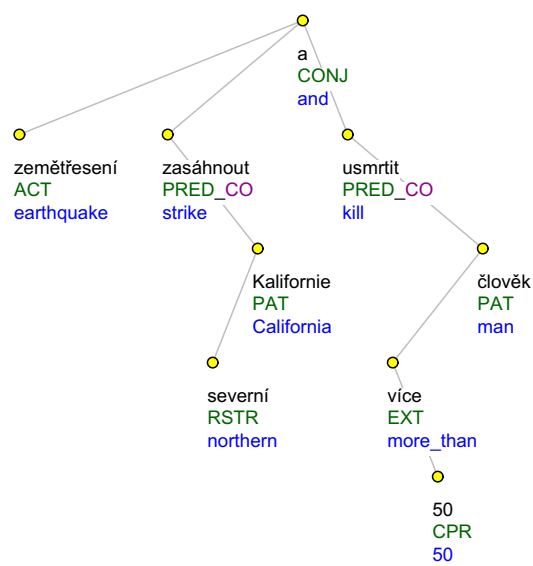 a
CONJ
and
zemětřesení
ACT
earthquake
zasáhnout
PRED_CO
strike
usmrtit
PRED_CO
kill
Kalifornie
PAT
California
člověk
PAT
man
severní
RSTR
northern
více
EXT
more_than
50
CPR
50